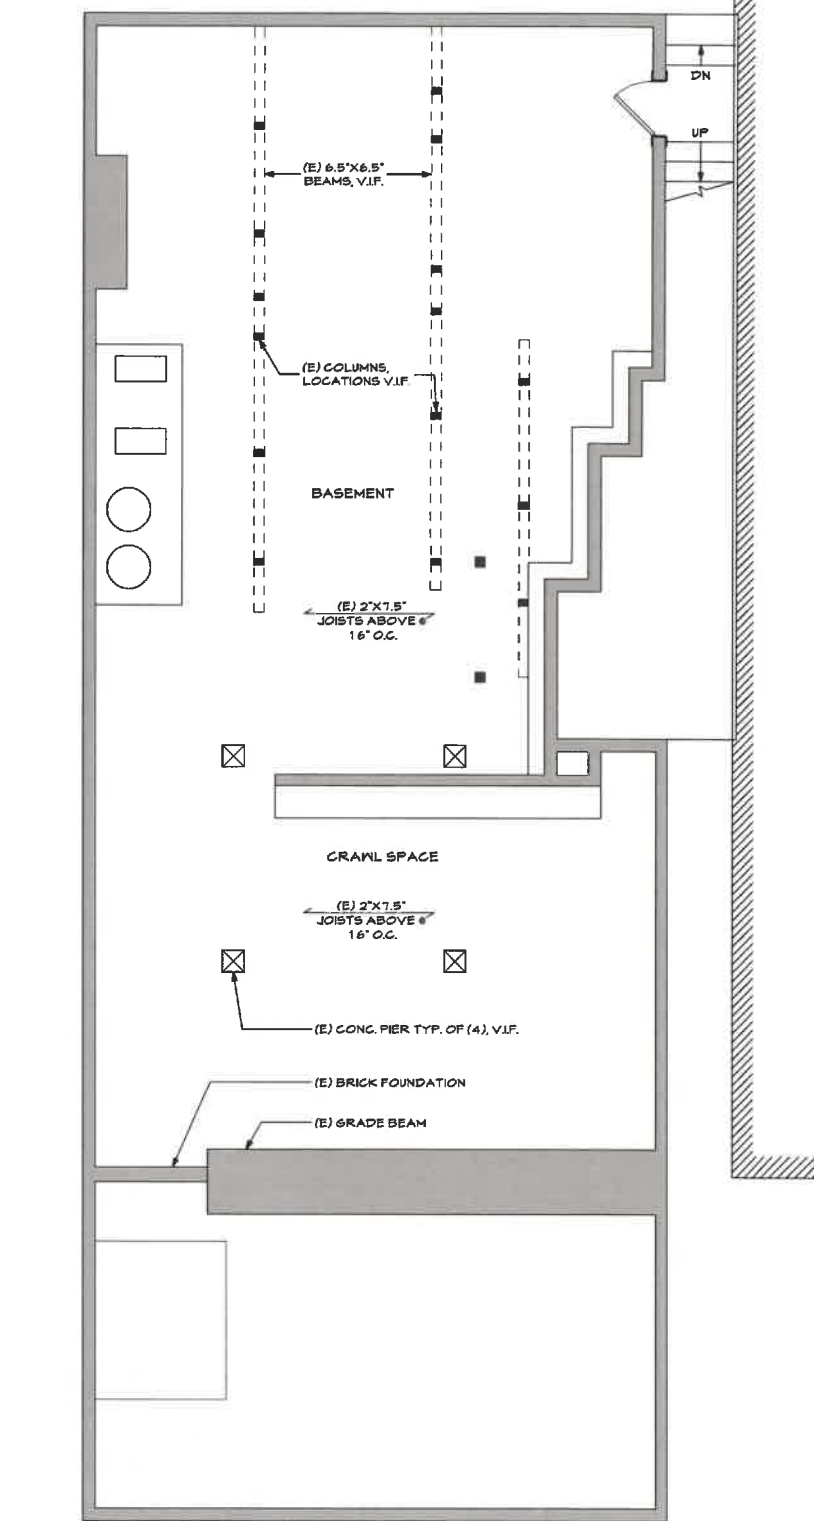 DN
UP
(E) 6.5"X6.5"
BEAMS, V.I.F.
(E) COLUMNS,
LOCATIONS V.I.F.
BASEMENT
(E) 2"X7.5"
JOISTS ABOVE @
16" O.C.
CRAWL SPACE
(E) 2"X7.5"
JOISTS ABOVE @
16" O.C.
(E) CONC. PIER TYP. OF (4), V.I.F.
(E) BRICK FOUNDATION
(E) GRADE BEAM